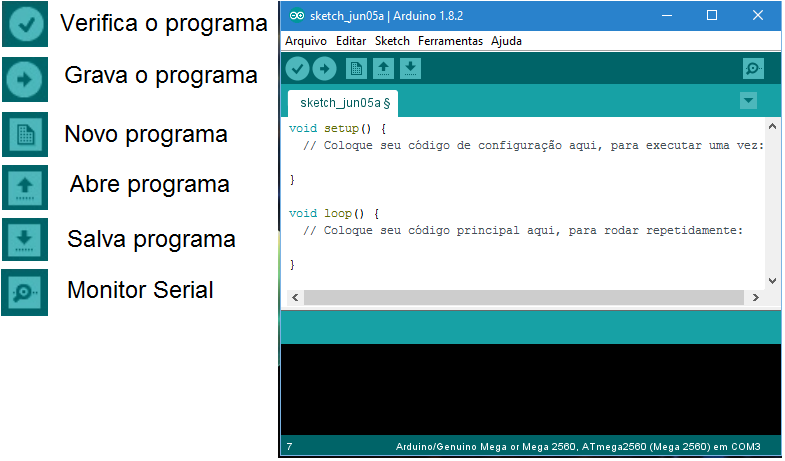 Verifica o programa
Grava o programa
Novo programa
Abre programa
Salva programa
Monitor Serial
sketch_jun05a | Arduino 1.8.2
Arquivo Editar Sketch Ferramentas Ajuda
sketch_jun05a §
void setup() {
// Coloque seu código de configuração aqui, para executar uma vez:
}
void loop() {
// Coloque seu código principal aqui, para rodar repetidamente:
}
7 Arduino/Genuino Mega or Mega 2560, ATmega2560 (Mega 2560) em COM3